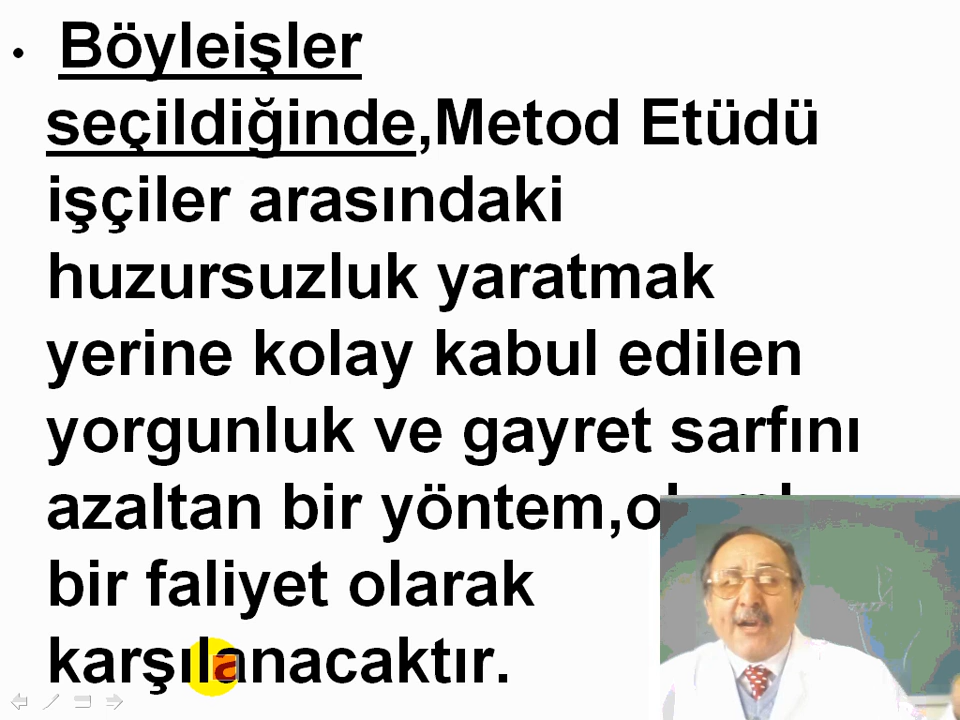 • Böyleişler
seçildiğinde,Metod Etüdü
işçiler arasındaki
huzursuzluk yaratmak
yerine kolay kabul edilen
yorgunluk ve gayret sarfını
azaltan bir yöntem,
bir faliyet olarak
karşılanacaktır.